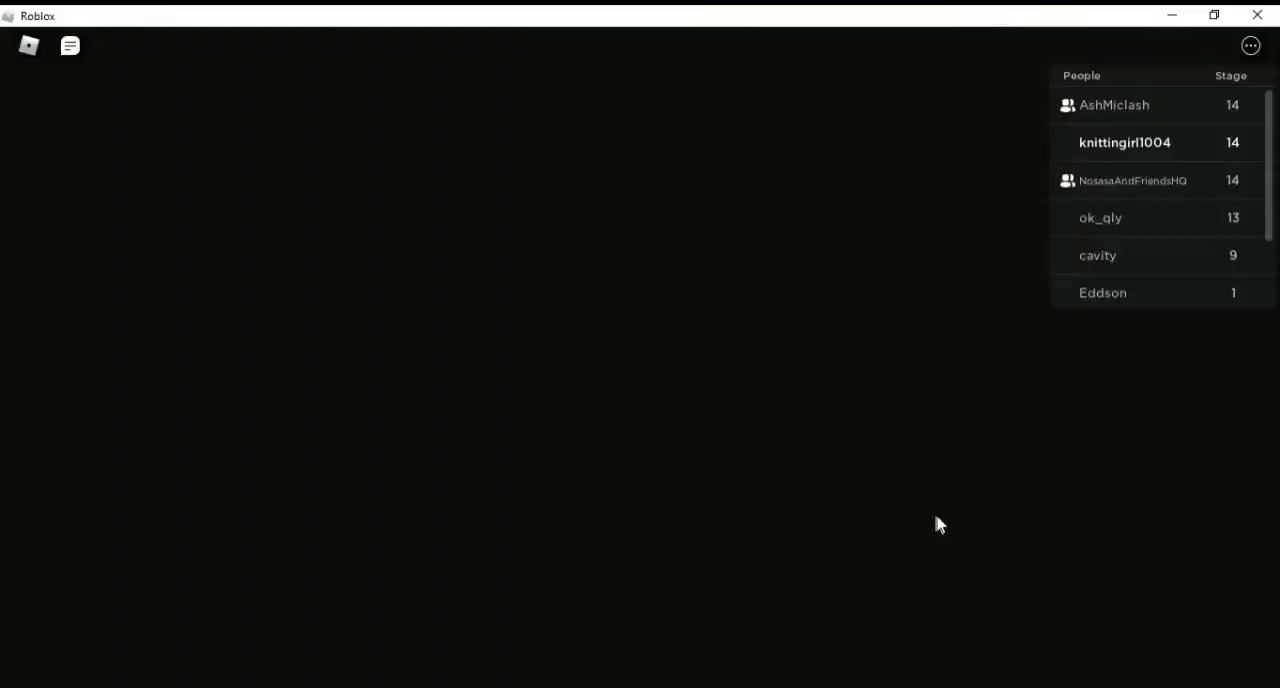 Roblox
People Stage
AshMiclash 14
knittingirl1004 14
NosasaAndFriendsHQ 14
ok_qly 13
cavity 9
Eddson 1